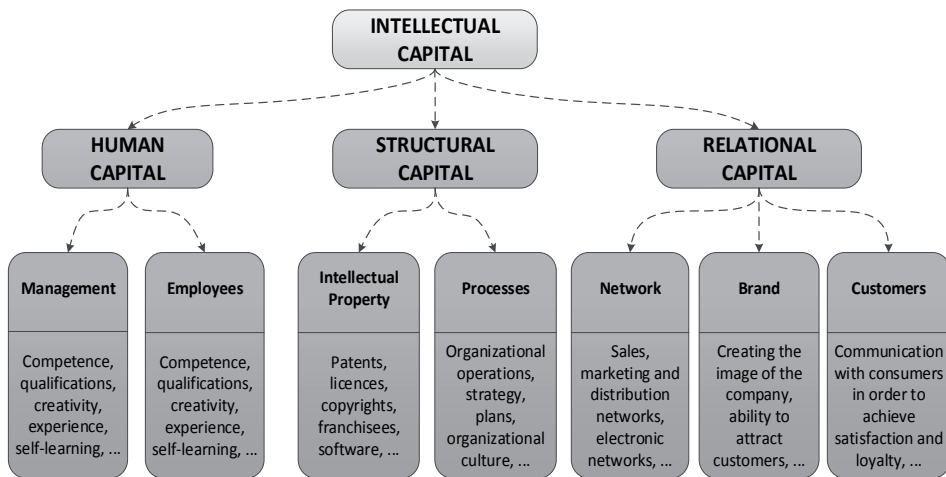 INTELLECTUAL
CAPITAL
HUMAN
CAPITAL
STRUCTURAL
CAPITAL
RELATIONAL
CAPITAL
Management
Competence,
qualifications,
creativity,
experience,
self-learning, ...
Employees
Competence,
qualifications,
creativity,
experience,
self-learning, ...
Intellectual
Property
Patents,
licences,
copyrights,
franchisees,
software, ...
Processes
Organizational
operations,
strategy,
plans,
organizational
culture, ...
Network
Sales,
marketing and
distribution
networks,
electronic
networks, ...
Brand
Creating the
image of the
company,
ability to
attract
customers, ...
Customers
Communication
with consumers
in order to
achieve
satisfaction and
loyalty, ...